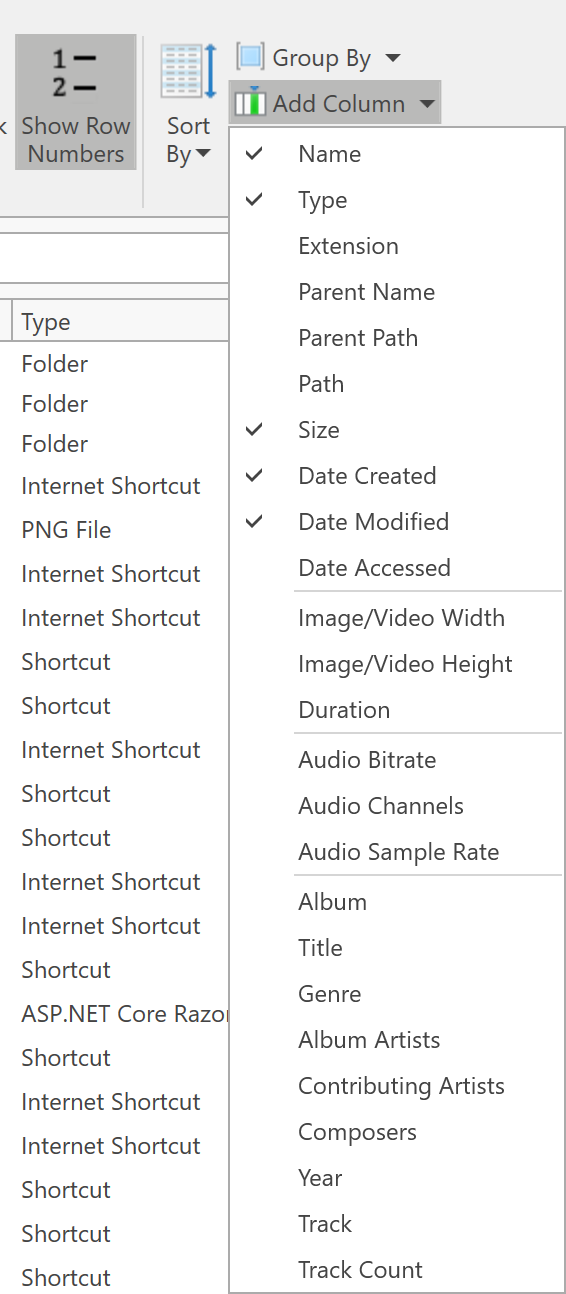 1
2
Show Row
Numbers
Sort
By
Group By
Add Column
Name
Type
Extension
Parent Name
Parent Path
Path
Size
Date Created
Date Modified
Date Accessed
Image/Video Width
Image/Video Height
Duration
Audio Bitrate
Audio Channels
Audio Sample Rate
Album
Title
Genre
Album Artists
Contributing Artists
Composers
Year
Track
Track Count
Type
Folder
Folder
Folder
Internet Shortcut
PNG File
Internet Shortcut
Internet Shortcut
Shortcut
Shortcut
Internet Shortcut
Shortcut
Shortcut
Internet Shortcut
Internet Shortcut
Shortcut
ASP.NET Core Razor
Shortcut
Internet Shortcut
Internet Shortcut
Shortcut
Shortcut
Shortcut